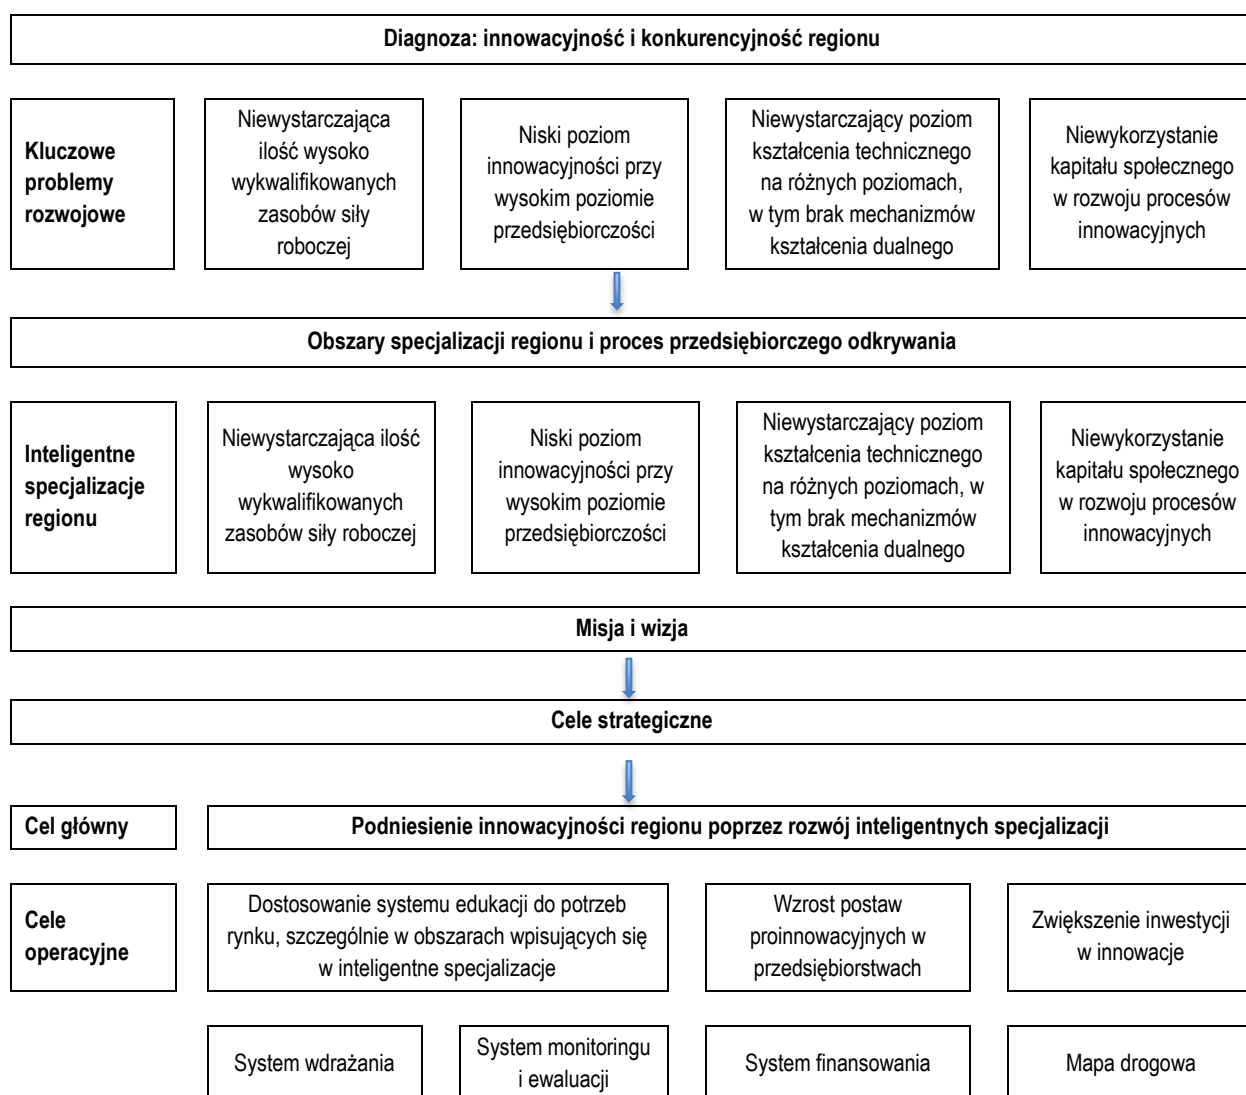 Diagnoza: innowacyjność i konkurencyjność regionu
Kluczowe
problemy
rozwojowe
Niewystarczająca
ilość wysoko
wykwalifikowanych
zasobów siły
roboczej
Niski poziom
innowacyjności przy
wysokim poziomie
przedsiębiorczości
Niewystarczający poziom
kształcenia technicznego
na różnych poziomach,
w tym brak mechanizmów
kształcenia dualnego
Niewykorzystanie
kapitału społecznego
w rozwoju procesów
innowacyjnych
Obszary specjalizacji regionu i proces przedsiębiorczego odkrywania
Inteligentne
specjalizacje
regionu
Niewystarczająca ilość
wysoko
wykwalifikowanych
zasobów siły roboczej
Niski poziom
innowacyjności przy
wysokim poziomie
przedsiębiorczości
Niewystarczający poziom
kształcenia technicznego
na różnych poziomach, w
tym brak mechanizmów
kształcenia dualnego
Niewykorzystanie
kapitału społecznego
w rozwoju procesów
innowacyjnych
Misja i wizja
Cele strategiczne
Cel główny
Podniesienie innowacyjności regionu poprzez rozwój inteligentnych specjalizacji
Cele
operacyjne
Dostosowanie systemu edukacji do potrzeb
rynku, szczególnie w obszarach wpisujących się
w inteligentne specjalizacje
Wzrost postaw
proinnowacyjnych w
przedsiębiorstwach
Zwiększenie inwestycji
w innowacje
System wdrażania
System monitoringu
i ewaluacji
System finansowania
Mapa drogowa